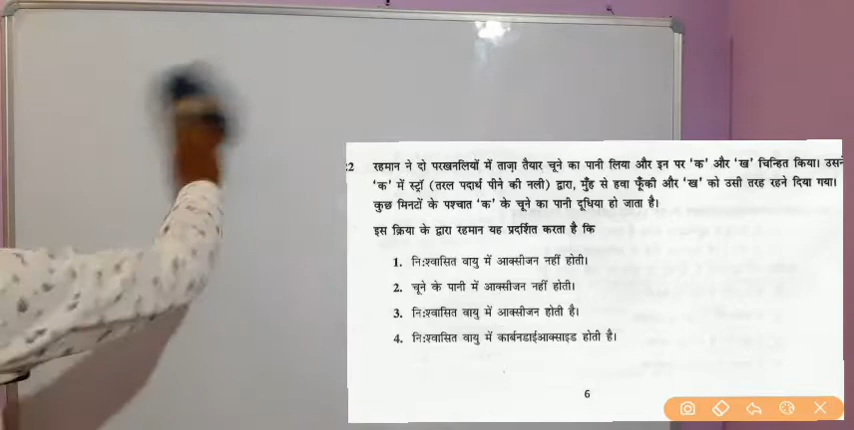 :2 रहमान ने दो परखनलियों में ताज़ा तैयार चूने का पानी लिया और इन पर 'क' और 'ख' चिन्हित किया। उसन
'क' में स्ट्रॉ (तरल पदार्थ पीने की नली) द्वारा, मुँह से हवा फूँकी और 'ख' को उसी तरह रहने दिया गया।
कुछ मिनटों के पश्चात 'क' के चूने का पानी दूधिया हो जाता है।
इस क्रिया के द्वारा रहमान यह प्रदर्शित करता है कि
1. नि:श्वासित वायु में आक्सीजन नहीं होती।
2. चूने के पानी में आक्सीजन नहीं होती।
3. नि:श्वासित वायु में आक्सीजन होती है।
4. नि:श्वासित वायु में कार्बनडाईआक्साइड होती है।
6